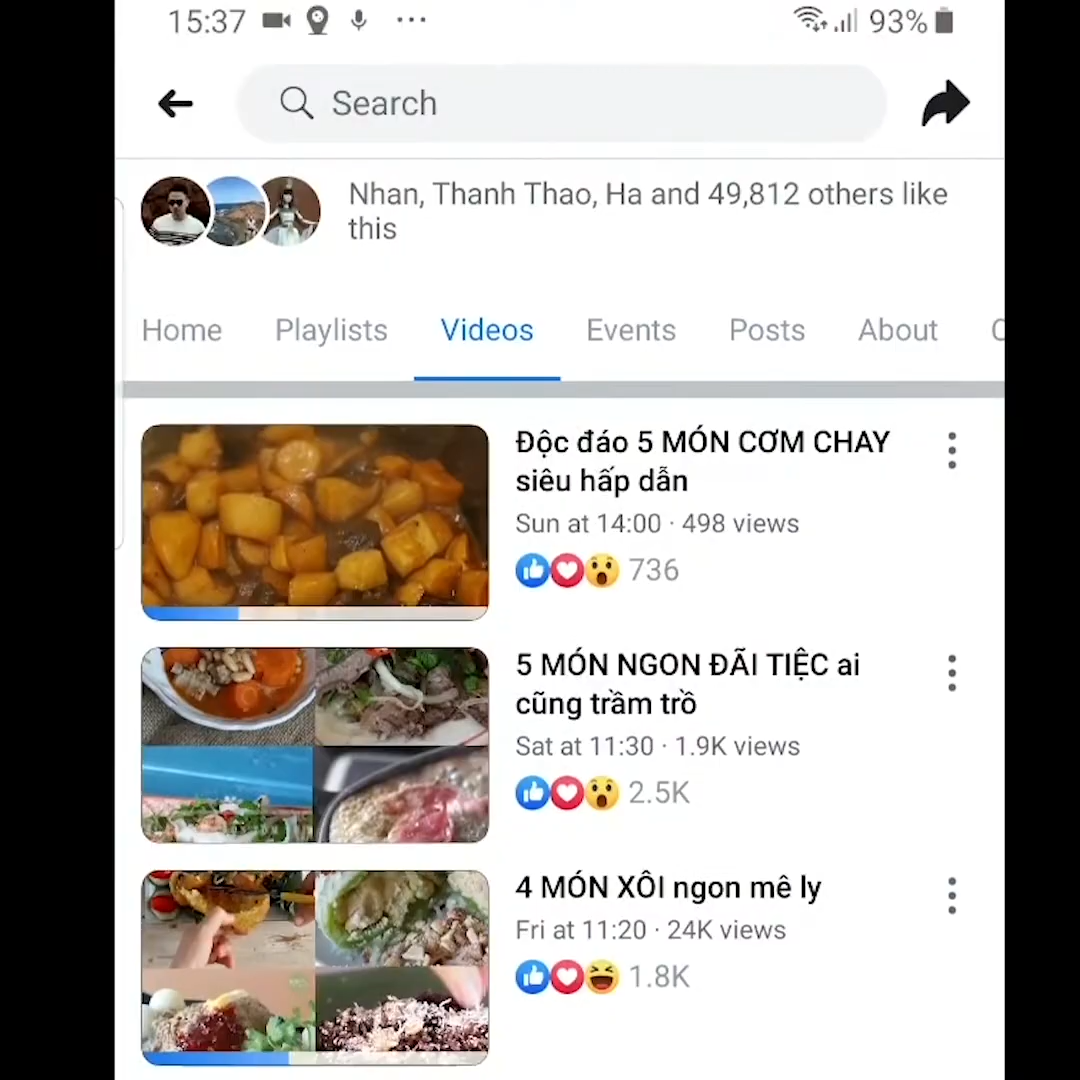 15:37 93%
Search
Nhan, Thanh Thao, Ha and 49,812 others like
this
Home Playlists Videos Events Posts About
Độc đáo 5 MÓN CƠM CHAY
siêu hấp dẫn
Sun at 14:00 · 498 views
736
5 MÓN NGON ĐÃI TIỆC ai
cũng trầm trồ
Sat at 11:30 · 1.9K views
2.5K
4 MÓN XÔI ngon mê ly
Fri at 11:20 · 24K views
1.8K